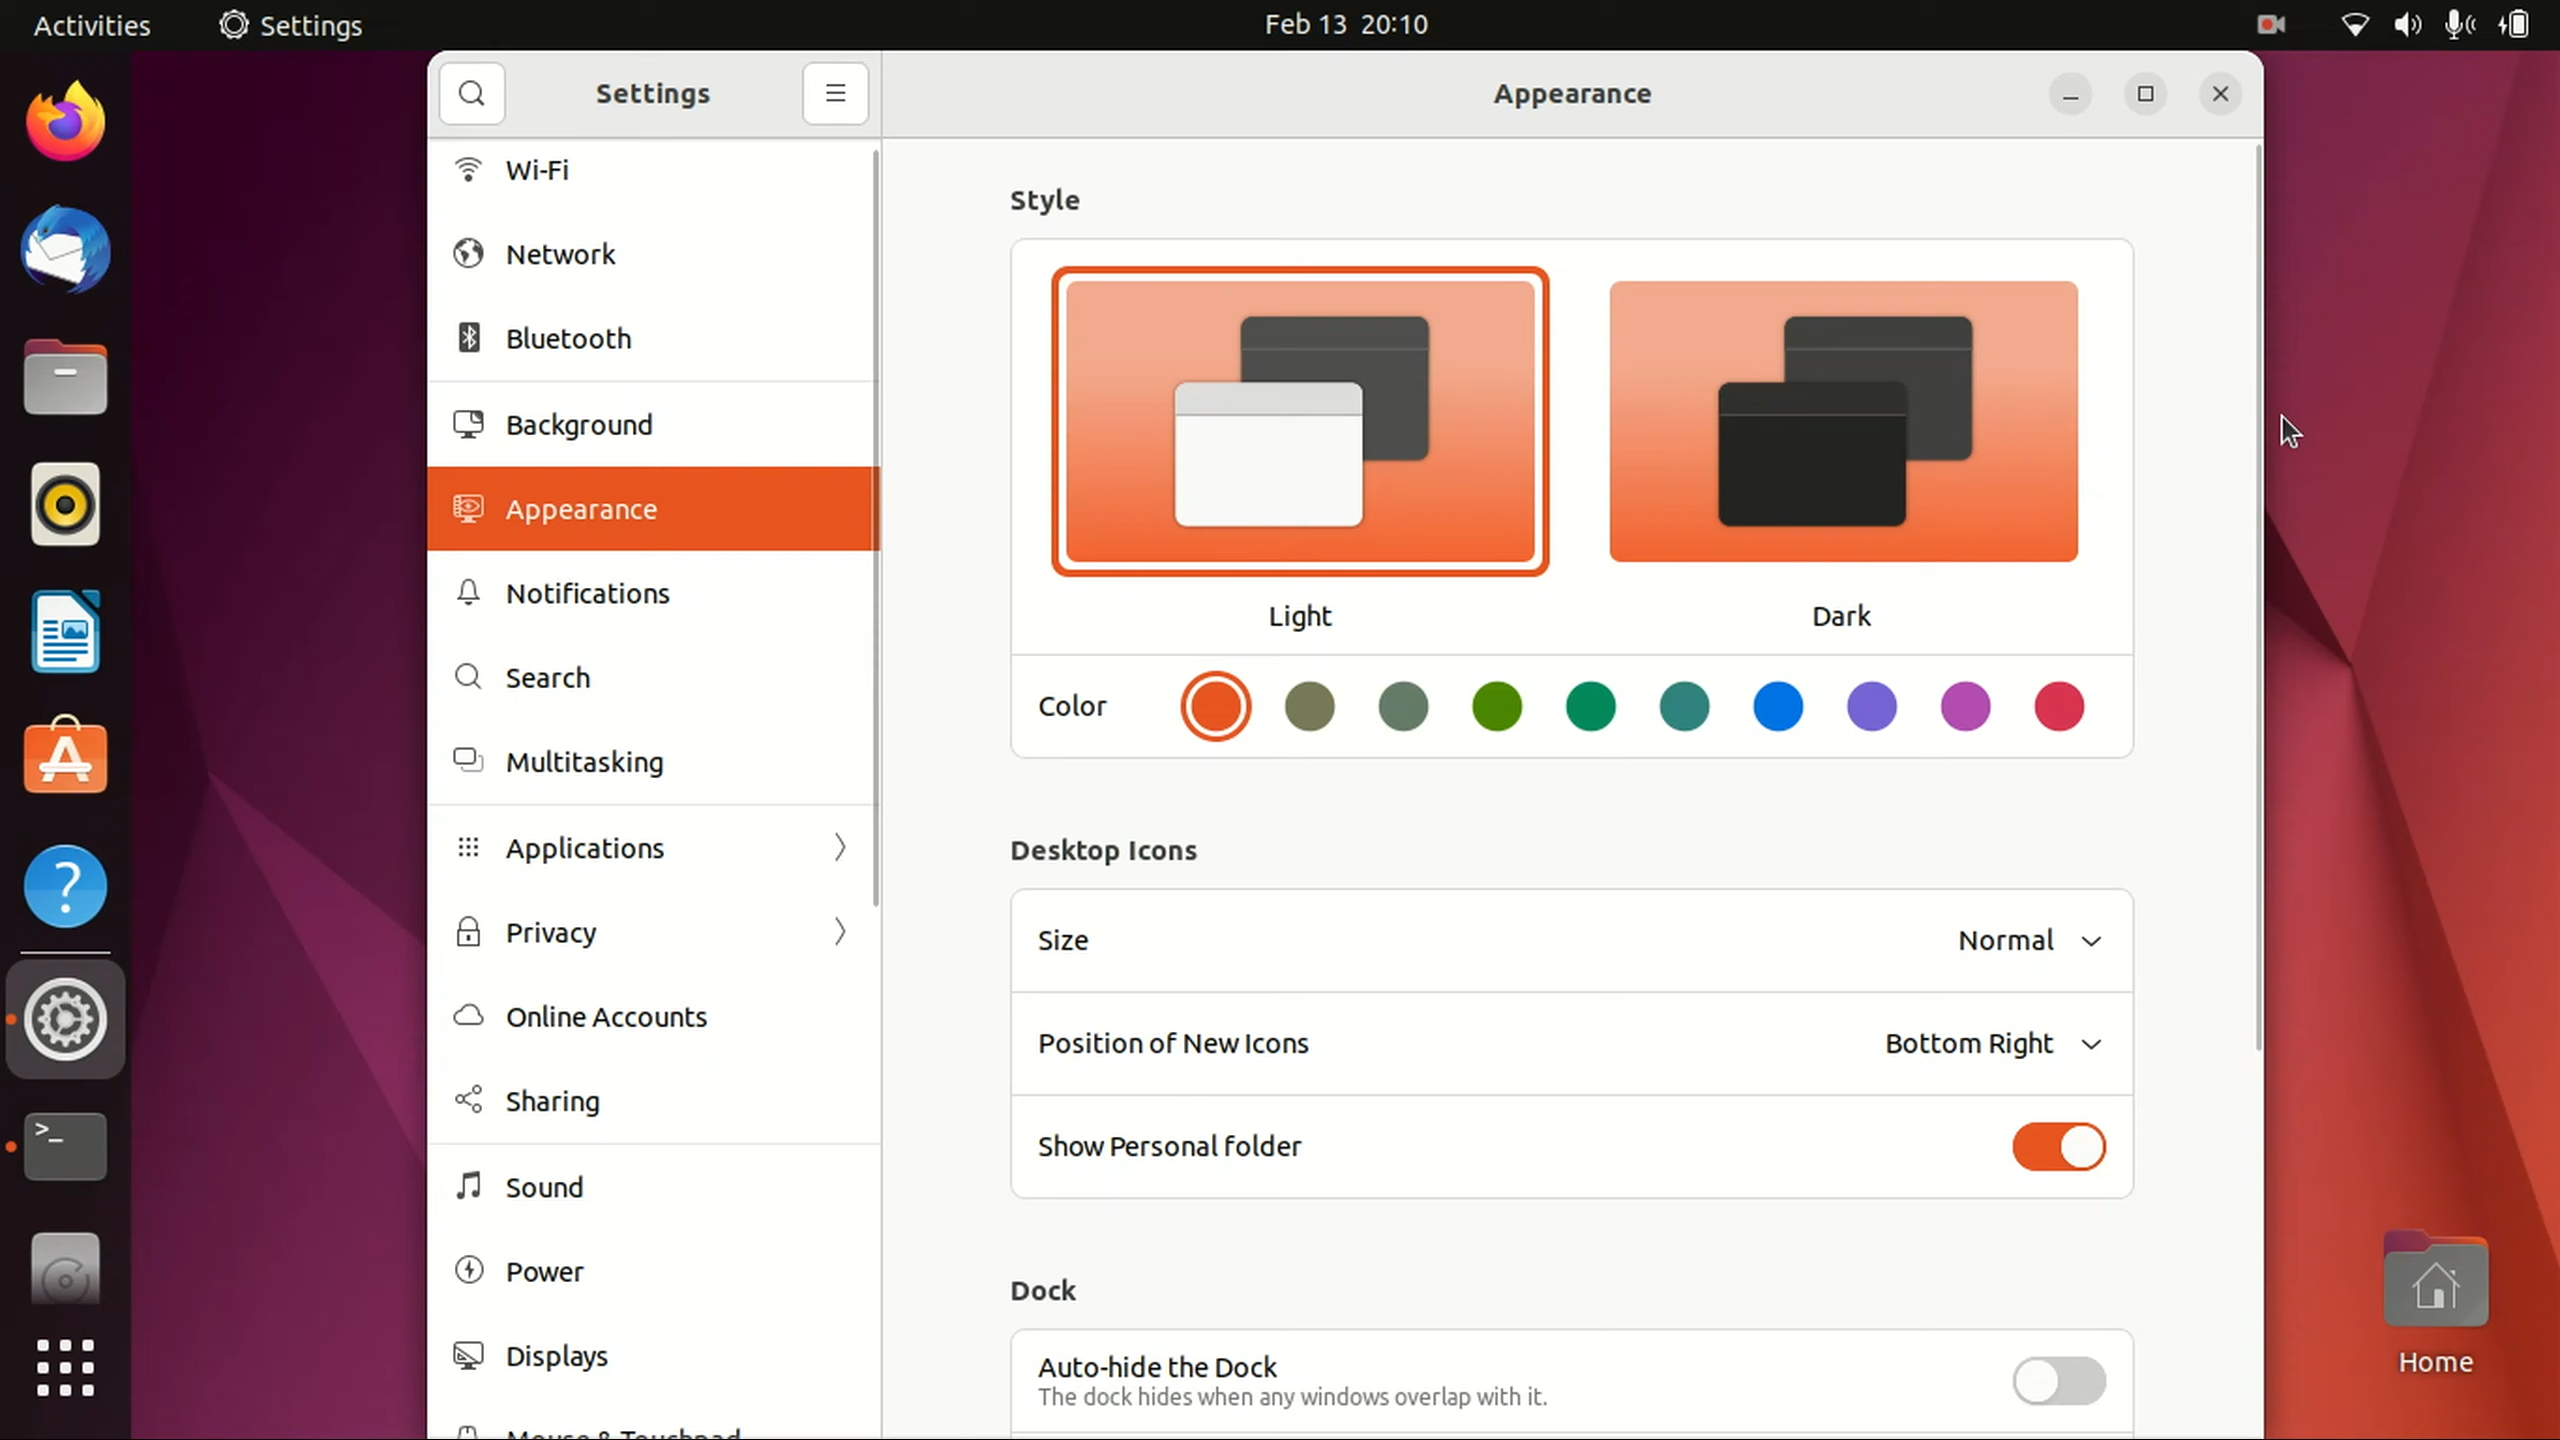 Activities
Settings
Feb 13 20:10
Settings
Appearance
Wi-Fi
Network
Bluetooth
Background
Appearance
Notifications
Search
Multitasking
Applications
Privacy
Online Accounts
Sharing
Sound
Power
Displays
Mouse & Touchpad
Style
Light
Dark
Color
Desktop Icons
Size
Normal
Position of New Icons
Bottom Right
Show Personal folder
Dock
Auto-hide the Dock
The dock hides when any windows overlap with it.
Home